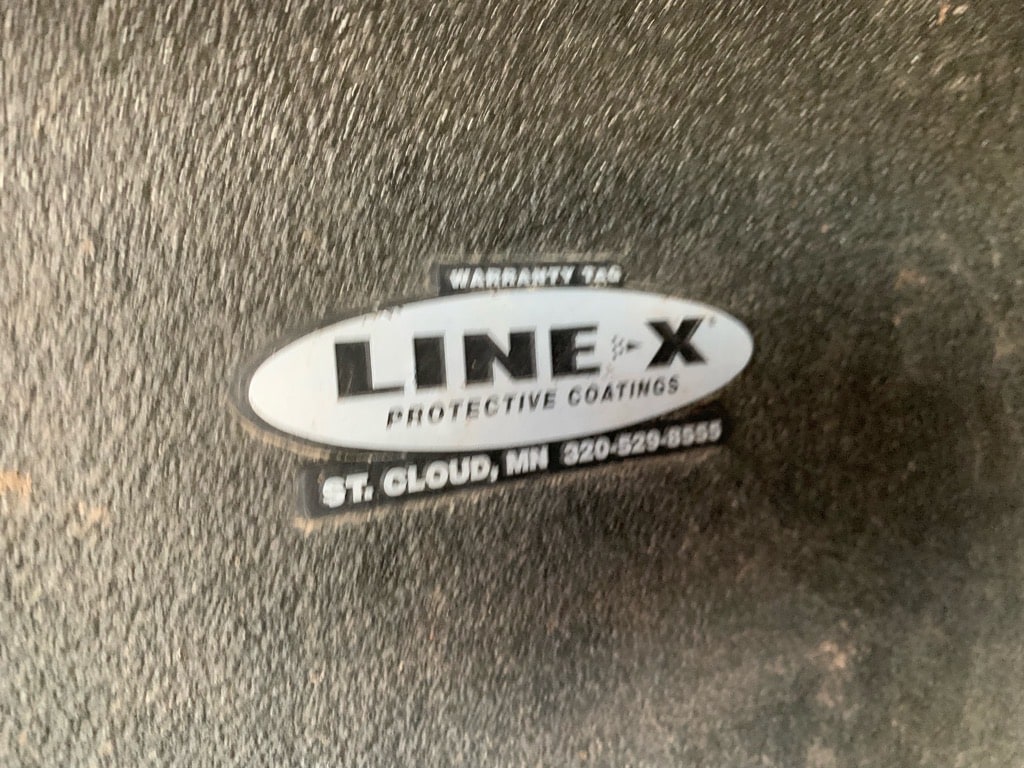 WARRANTY TAG
LINE-X
PROTECTIVE COATINGS
ST. CLOUD, MN 320-529-8555